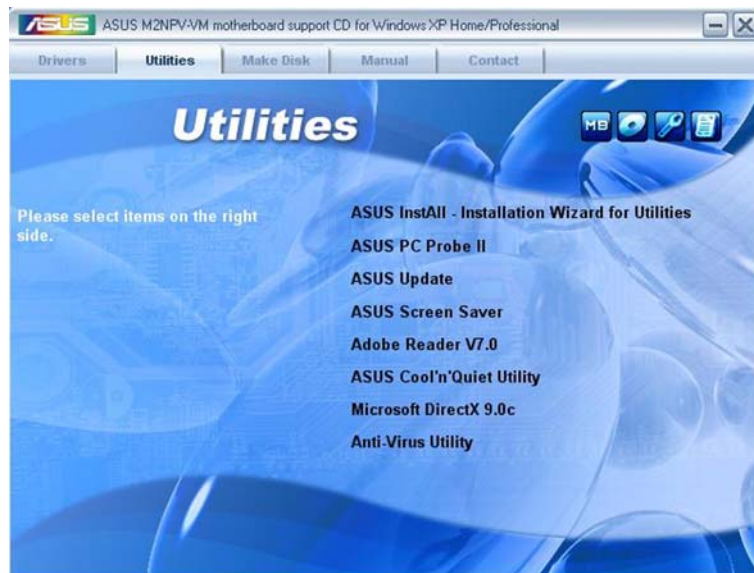 ASUS ASUS M2NPV-VM motherboard support CD for Windows XP Home/Professional
Drivers Utilities Make Disk Manual Contact
Utilities
MB
Please select items on the right
side.
ASUS InstAll - Installation Wizard for Utilities
ASUS PC Probe II
ASUS Update
ASUS Screen Saver
Adobe Reader V7.0
ASUS Cool'n'Quiet Utility
Microsoft DirectX 9.0c
Anti-Virus Utility